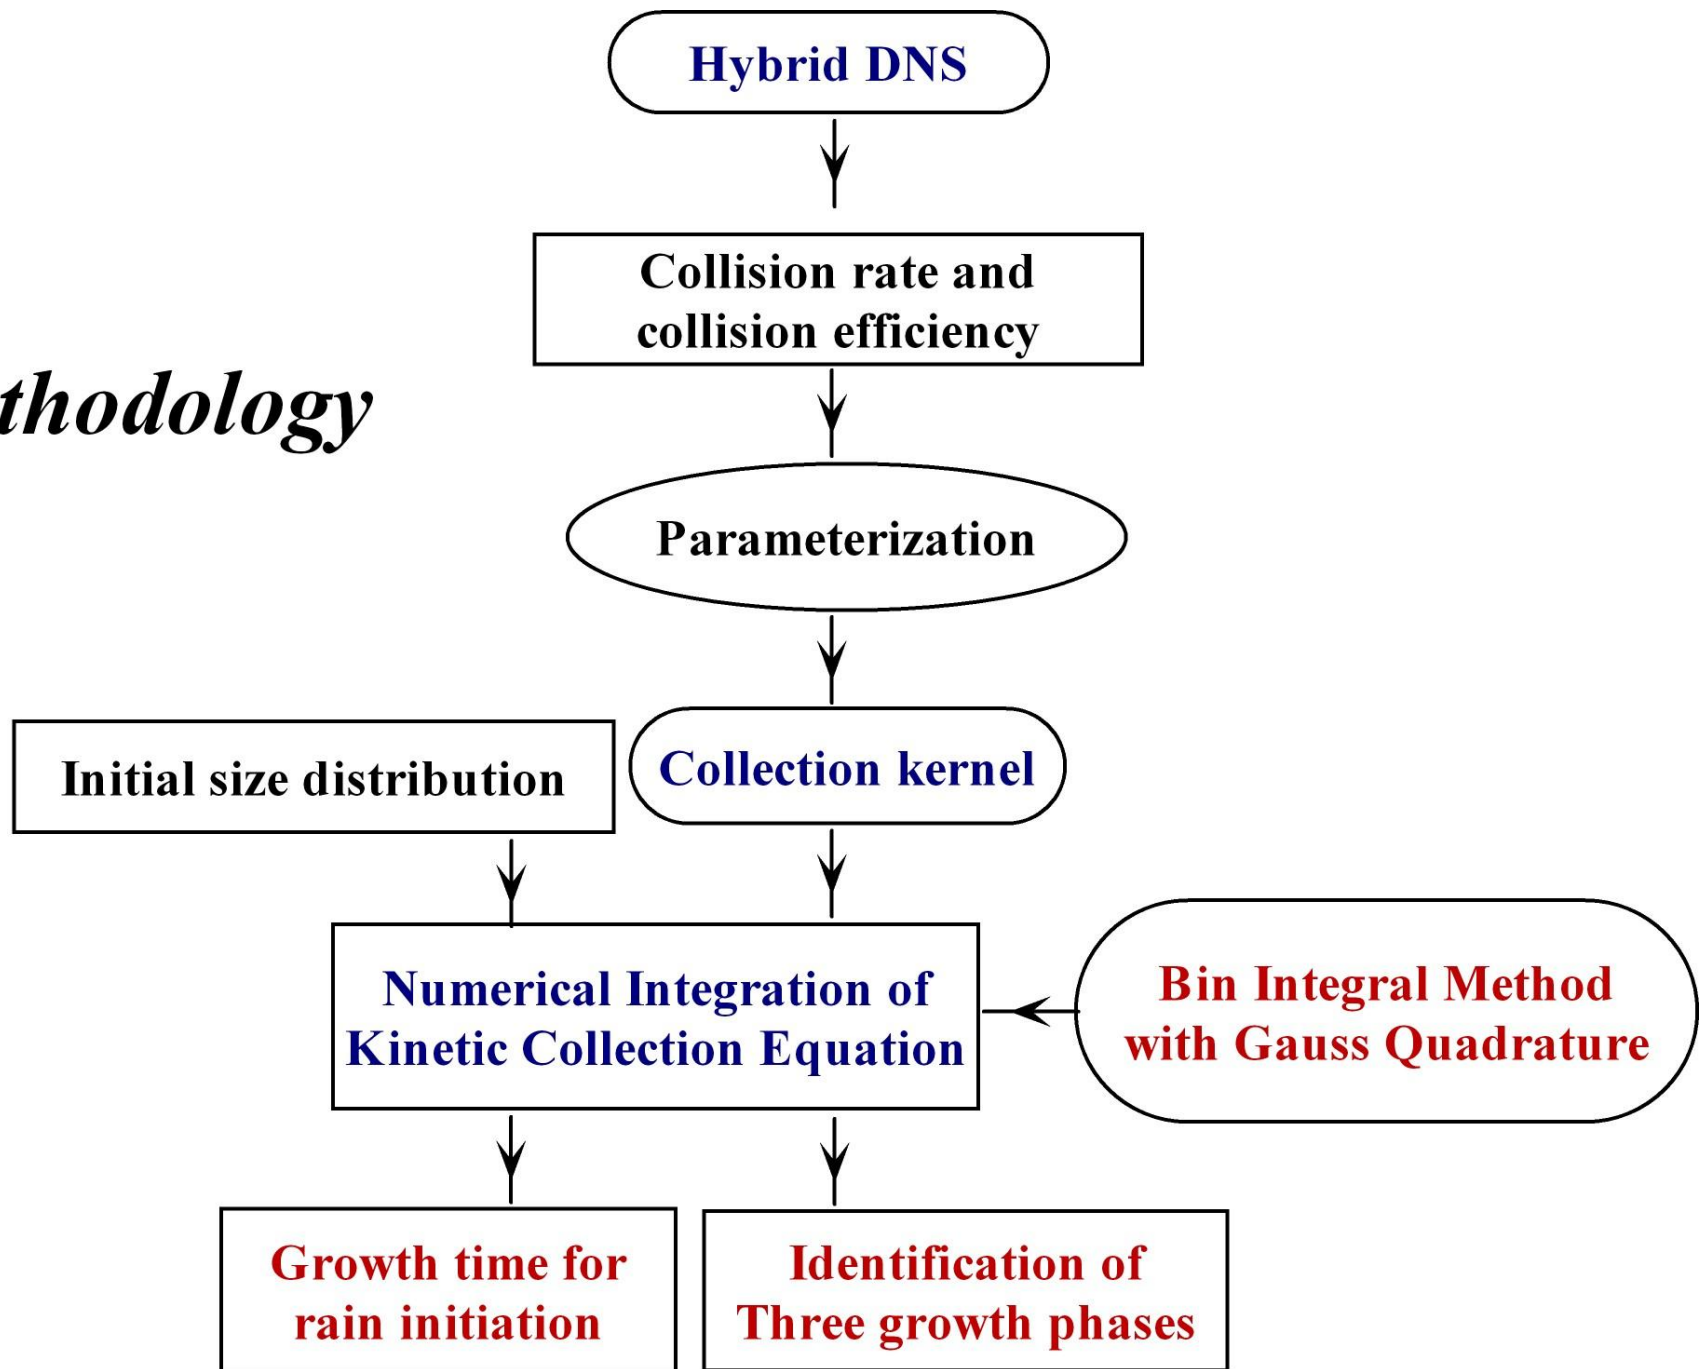 Hybrid DNS
Collision rate and
collision efficiency
thodology
Parameterization
Initial size distribution
Collection kernel
Numerical Integration of
Kinetic Collection Equation
Bin Integral Method
with Gauss Quadrature
Growth time for
rain initiation
Identification of
Three growth phases